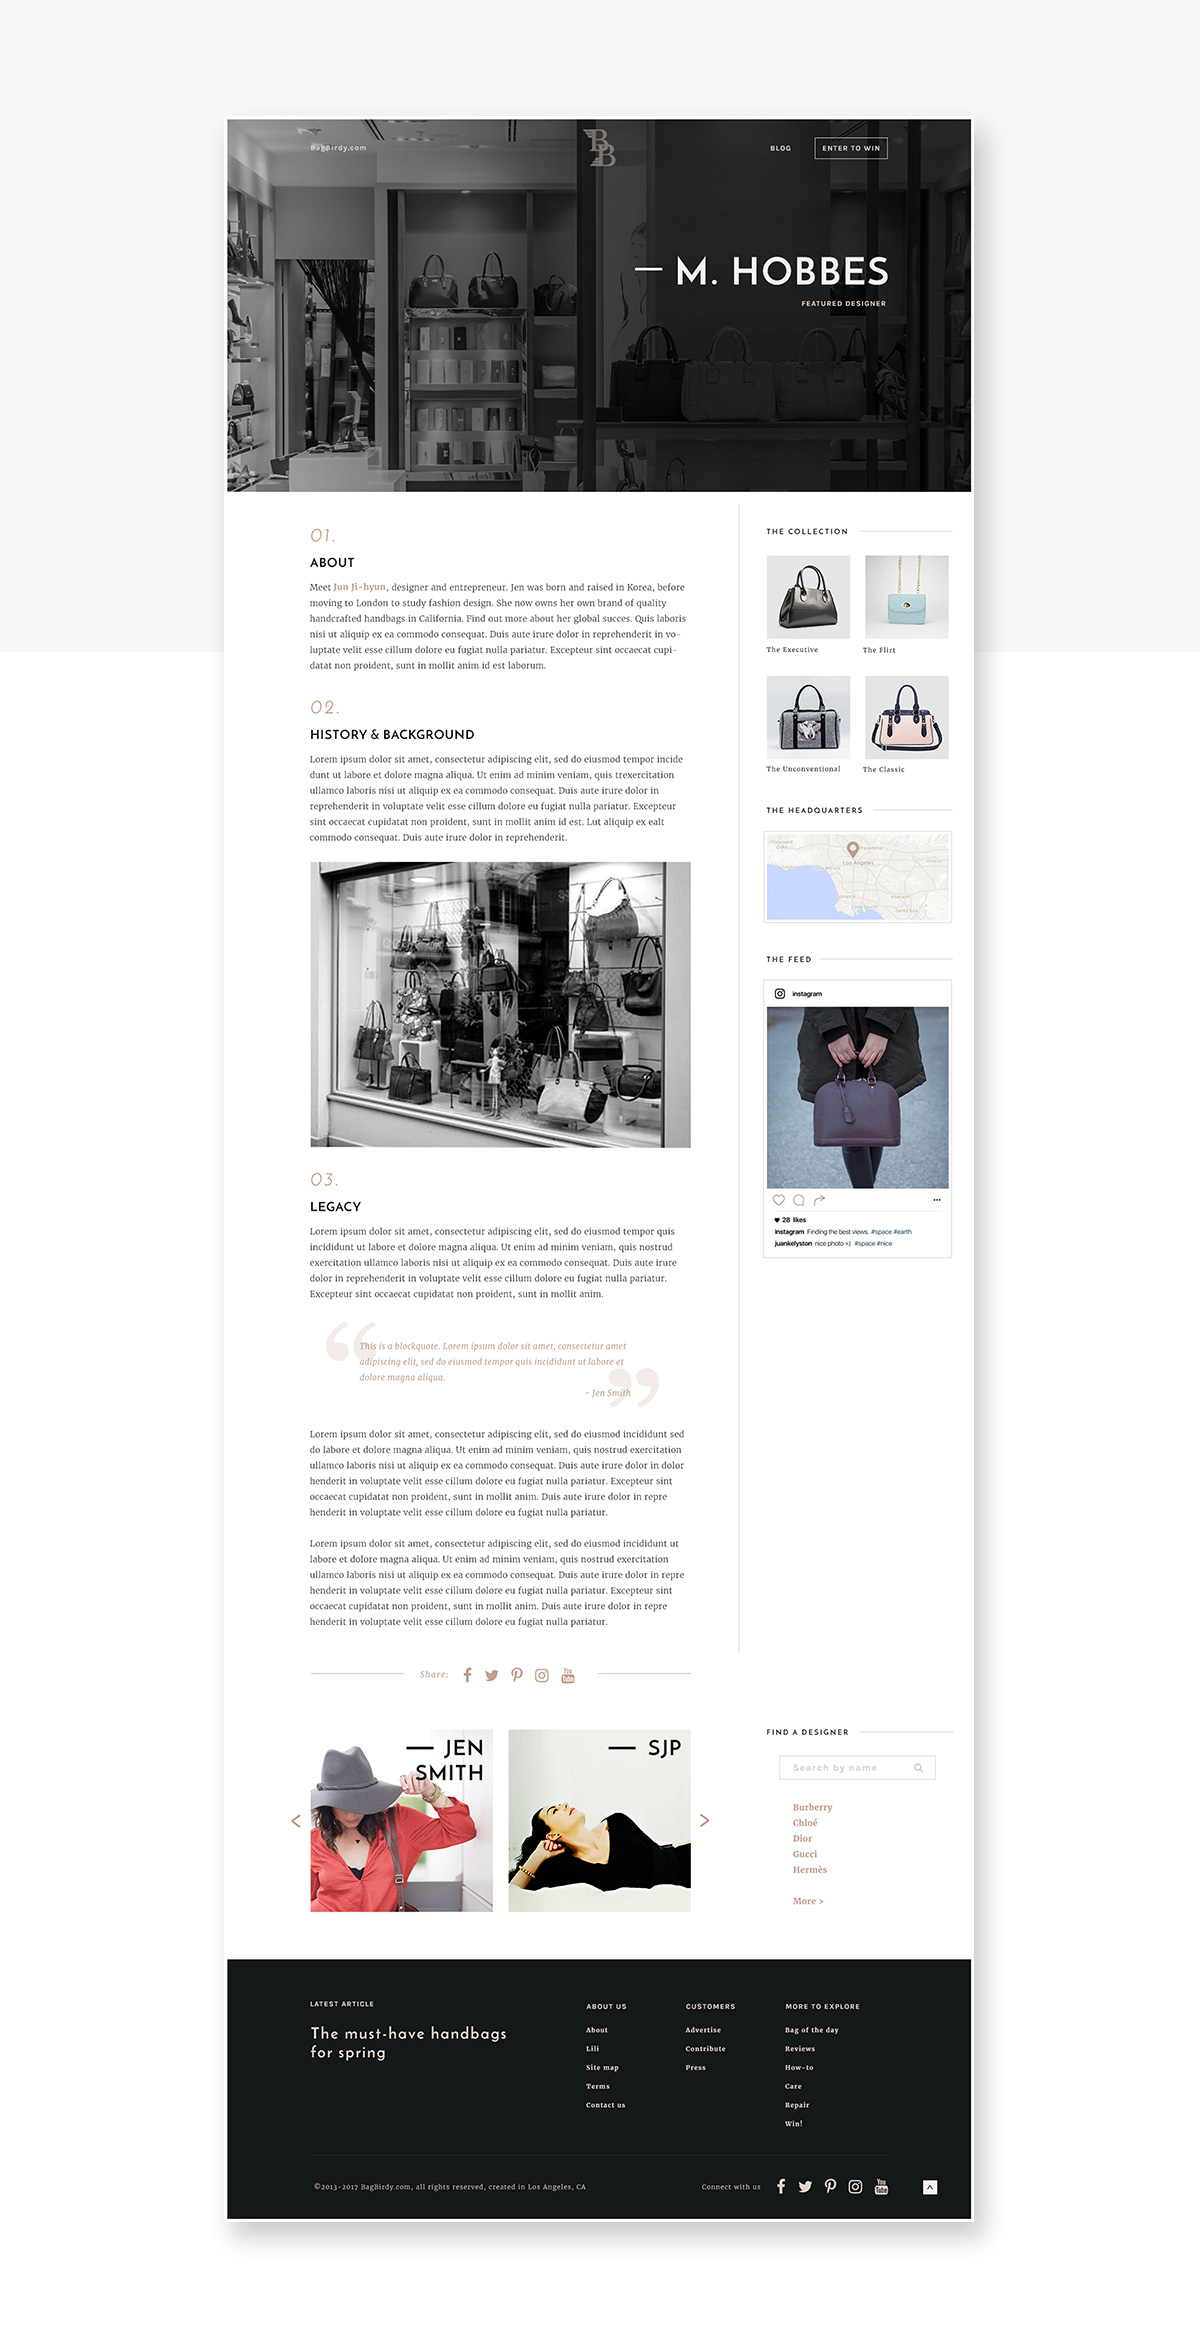 BagBirdy.com
BB
BLOG
ENTER TO WIN
— M. HOBBES
FEATURED DESIGNER
01.
ABOUT
Meet Jun Ji-hyun, designer and entrepreneur. Jen was born and raised in Korea, before
moving to London to study fashion design. She now owns her own brand of quality
handcrafted handbags in California. Find out more about her global succes. Quis laboris
nisi ut aliquip ex ea commodo consequat. Duis aute irure dolor in reprehenderit in vo-
luptate velit esse cillum dolore eu fugiat nulla pariatur. Excepteur sint occaecat cupi-
datat non proident, sunt in mollit anim id est laborum.
02.
HISTORY & BACKGROUND
Lorem ipsum dolor sit amet, consectetur adipiscing elit, sed do eiusmod tempor incide
dunt ut labore et dolore magna aliqua. Ut enim ad minim veniam, quis trexercitation
ullamco laboris nisi ut aliquip ex ea commodo consequat. Duis aute irure dolor in
reprehenderit in voluptate velit esse cillum dolore eu fugiat nulla pariatur. Excepteur
sint occaecat cupidatat non proident, sunt in mollit anim id est. Lut aliquip ex ealt
commodo consequat. Duis aute irure dolor in reprehenderit.
03.
LEGACY
Lorem ipsum dolor sit amet, consectetur adipiscing elit, sed do eiusmod tempor quis
incididunt ut labore et dolore magna aliqua. Ut enim ad minim veniam, quis nostrud
exercitation ullamco laboris nisi ut aliquip ex ea commodo consequat. Duis aute irure
dolor in reprehenderit in voluptate velit esse cillum dolore eu fugiat nulla pariatur.
Excepteur sint occaecat cupidatat non proident, sunt in mollit anim.
“
This is a blockquote. Lorem ipsum dolor sit amet, consectetur amet
adipiscing elit, sed do eiusmod tempor quis incididunt ut labore et
dolore magna aliqua.
~ Jen Smith
”
Lorem ipsum dolor sit amet, consectetur adipiscing elit, sed do eiusmod incididunt sed
do labore et dolore magna aliqua. Ut enim ad minim veniam, quis nostrud exercitation
ullamco laboris nisi ut aliquip ex ea commodo consequat. Duis aute irure dolor in dolor
henderit in voluptate velit esse cillum dolore eu fugiat nulla pariatur. Excepteur sint
occaecat cupidatat non proident, sunt in mollit anim. Duis aute irure dolor in repre
henderit in voluptate velit esse cillum dolore eu fugiat nulla pariatur.
Lorem ipsum dolor sit amet, consectetur adipiscing elit, sed do eiusmod incididunt ut
labore et dolore magna aliqua. Ut enim ad minim veniam, quis nostrud exercitation
ullamco laboris nisi ut aliquip ex ea commodo consequat. Duis aute irure dolor in repre
henderit in voluptate velit esse cillum dolore eu fugiat nulla pariatur. Excepteur sint
occaecat cupidatat non proident, sunt in mollit anim. Duis aute irure dolor in repre
henderit in voluptate velit esse cillum dolore eu fugiat nulla pariatur.
Share:
You Tube
THE COLLECTION
The Executive
The Flirt
The Unconventional
The Classic
THE HEADQUARTERS
Thousand
Oaks
Pasadena
Los Angeles
Ontario
Anaheim
Santa Ana
THE FEED
instagram
28 likes
instagram Finding the best views. #space #earth
juankelyston nice photo =) #space #nice
< — JEN
SMITH
— SJP >
FIND A DESIGNER
Search by name
Burberry
Chloé
Dior
Gucci
Hermès
More >
LATEST ARTICLE
The must-have handbags
for spring
ABOUT US
About
Lili
Site map
Terms
Contact us
CUSTOMERS
Advertise
Contribute
Press
MORE TO EXPLORE
Bag of the day
Reviews
How-to
Care
Repair
Win!
©2013-2017 BagBirdy.com, all rights reserved, created in Los Angeles, CA
Connect with us
You Tube